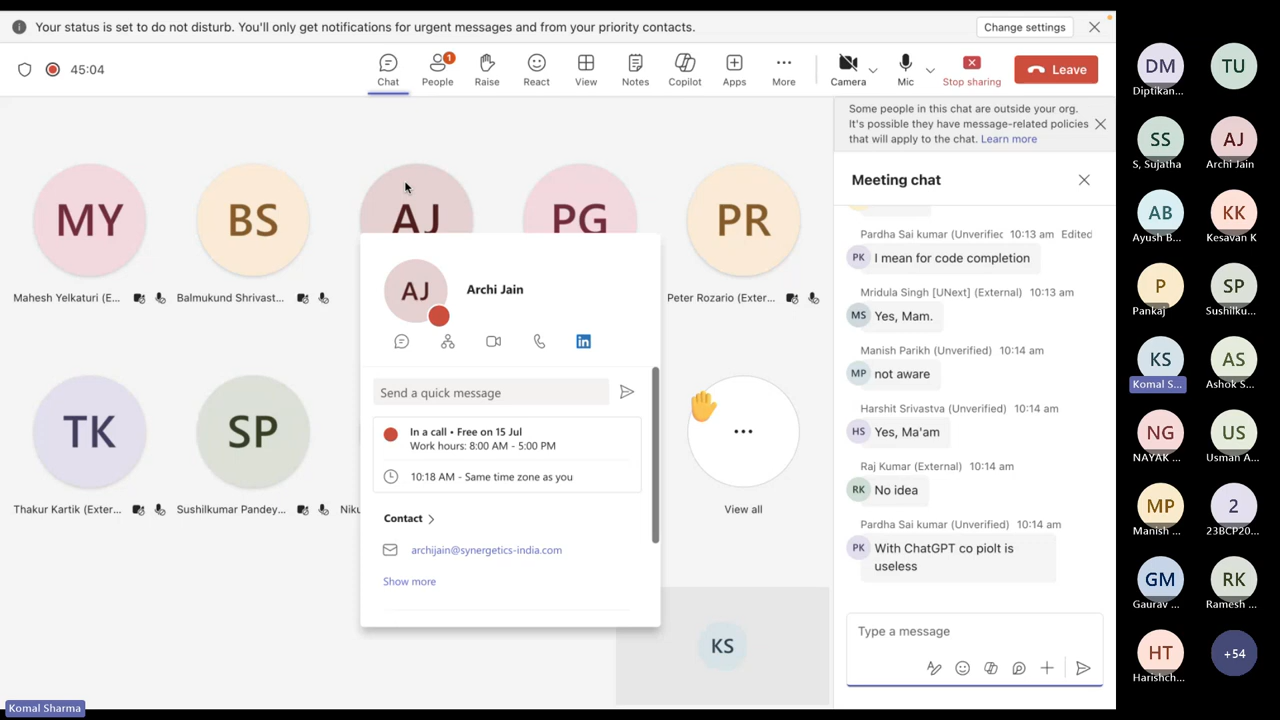 Your status is set to do not disturb. You'll only get notifications for urgent messages and from your priority contacts.
Change settings
45:04
Chat
1
People
Raise
React
View
Notes
Copilot
Apps
More
Camera
Mic
Stop sharing
Leave
MY
BS
AJ
PG
PR
Mahesh Yelkaturi (E...
Balmukund Shrivast...
Peter Rozario (Exter...
TK
SP
Thakur Kartik (Exter...
Sushilkumar Pandey...
Niku
...
View all
KS
Komal Sharma
AJ
Archi Jain
in
Send a quick message
In a call • Free on 15 Jul
Work hours: 8:00 AM - 5:00 PM
10:18 AM - Same time zone as you
Contact
archijain@synergetics-india.com
Show more
Some people in this chat are outside your org.
It's possible they have message-related policies
that will apply to the chat. Learn more
Meeting chat
Pardha Sai kumar (Unverified 10:13 am Edited
PK I mean for code completion
Mridula Singh [UNext] (External) 10:13 am
MS Yes, Mam.
Manish Parikh (Unverified) 10:14 am
MP not aware
Harshit Srivastva (Unverified) 10:14 am
HS Yes, Ma'am
Raj Kumar (External) 10:14 am
RK No idea
Pardha Sai kumar (Unverified) 10:14 am
PK With ChatGPT co piolt is
useless
Type a message
DM
Diptikan...
TU
SS
S, Sujatha
AJ
Archi Jain
AB
Ayush B...
KK
Kesavan K
P
Pankaj
SP
Sushilku...
KS
Komal S...
AS
Ashok S...
NG
NAYAK ...
US
Usman A...
MP
Manish ...
2
23BCP20...
GM
Gaurav ...
RK
Ramesh ...
HT
Harishch...
+54